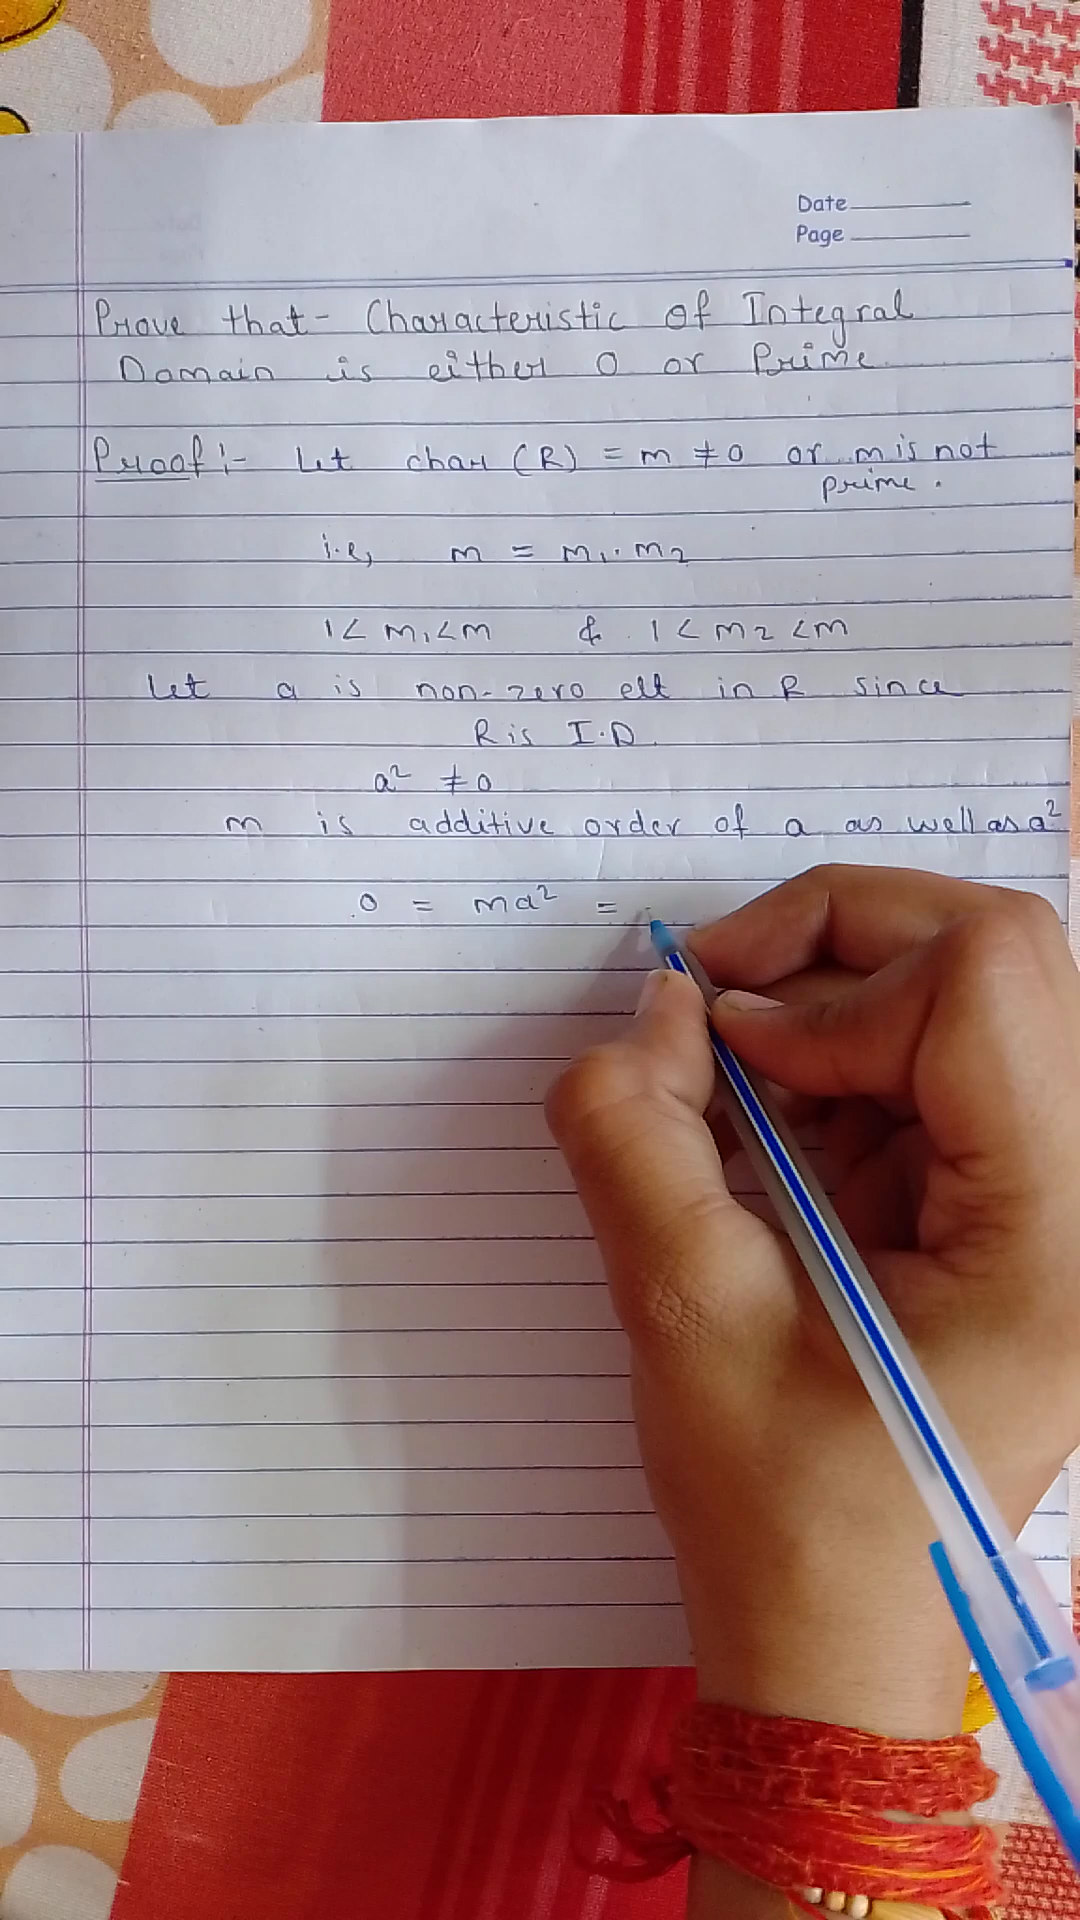 Date
Page
Prove that - Characteristic of Integral
Domain is either 0 or Prime.
Proof :- Let char (R) = m ≠ 0 or m is not
prime.
i.e, m = m₁.m₂
1 < m₁ < m & 1 < m₂ < m
Let a is non-zero elt in R since
R is I.D.
a² ≠ 0
m is additive order of a as well as a²
0 = ma² =